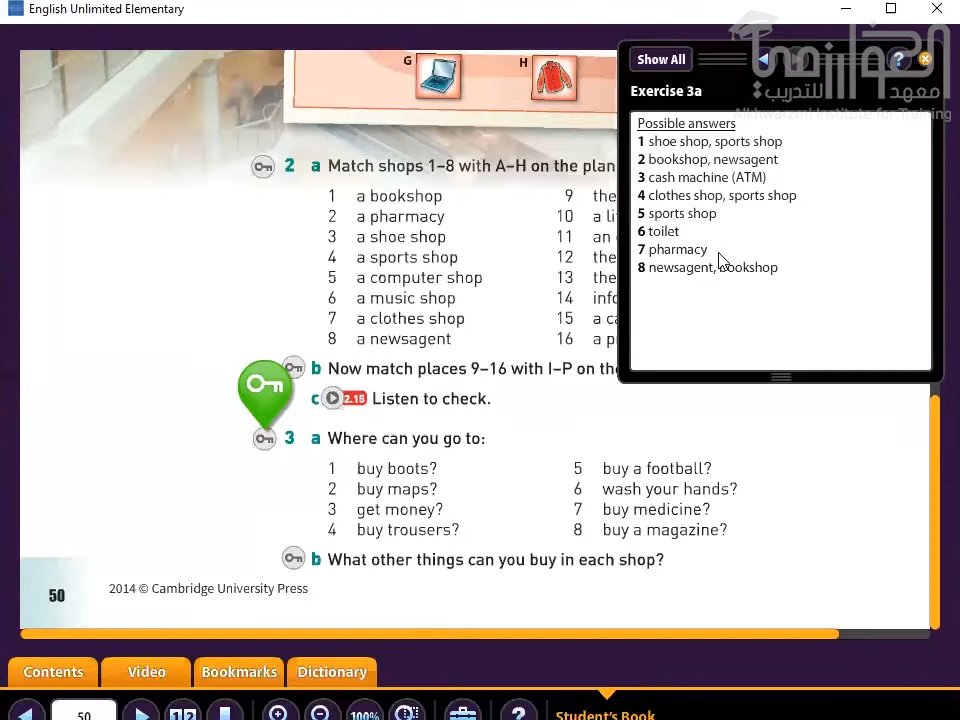 English Unlimited Elementary
G
H
2 a Match shops 1–8 with A–H on the plan
1 a bookshop
2 a pharmacy
3 a shoe shop
4 a sports shop
5 a computer shop
6 a music shop
7 a clothes shop
8 a newsagent
9 the
10 a
11
12 the
13 the
14
15 a
16 a
b Now match places 9–16 with I–P on the
c 2.15 Listen to check.
3 a Where can you go to:
1 buy boots?
2 buy maps?
3 get money?
4 buy trousers?
5 buy a football?
6 wash your hands?
7 buy medicine?
8 buy a magazine?
b What other things can you buy in each shop?
50
2014 © Cambridge University Press
Show All
?
Exercise 3a
Possible answers
1 shoe shop, sports shop
2 bookshop, newsagent
3 cash machine (ATM)
4 clothes shop, sports shop
5 sports shop
6 toilet
7 pharmacy
8 newsagent, bookshop
الخوارزمي
معهد
للتدريب
Alkhwarizmi Institute for Training
Contents
Video
Bookmarks
Dictionary
50
1 2
100%
?
Student's Book